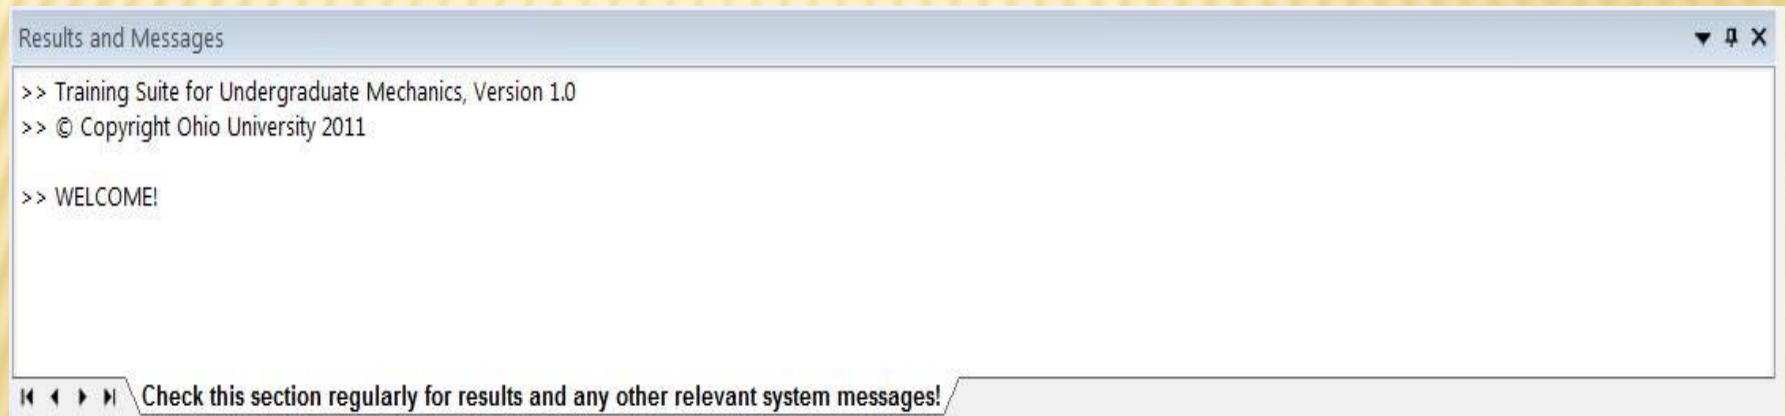 Results and Messages
>> Training Suite for Undergraduate Mechanics, Version 1.0
>> © Copyright Ohio University 2011
>> WELCOME!
Check this section regularly for results and any other relevant system messages!